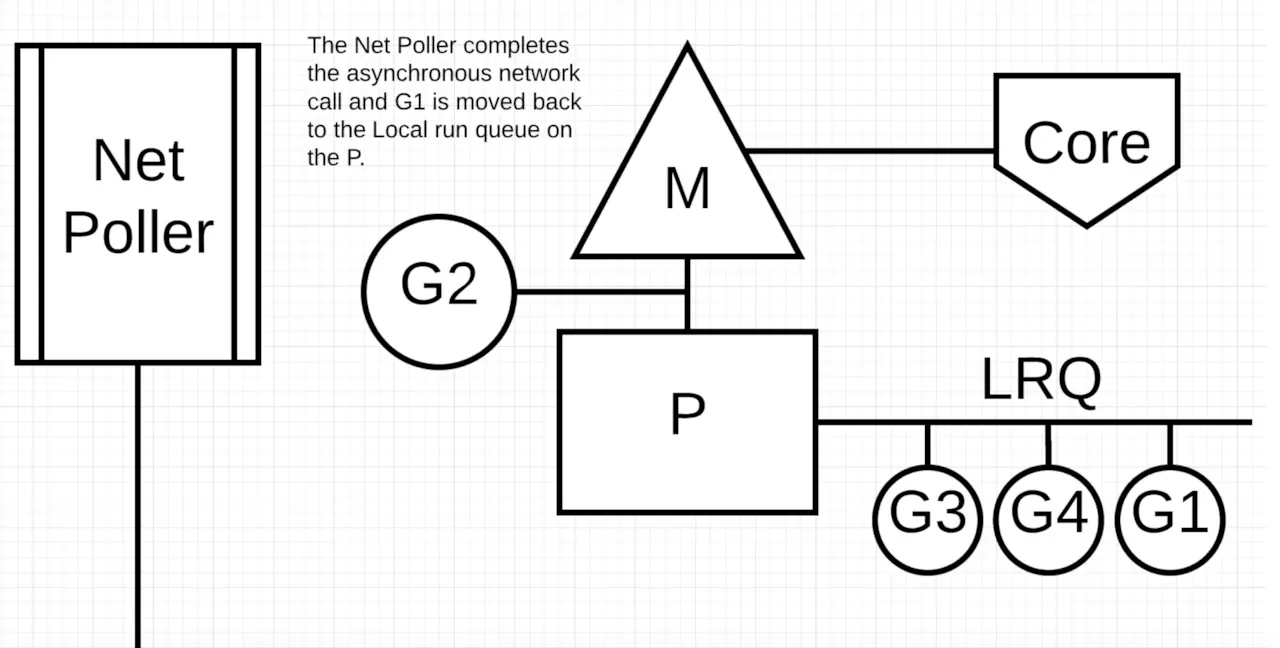 Net
Poller
The Net Poller completes
the asynchronous network
call and G1 is moved back
to the Local run queue on
the P.
M
Core
G2
P
LRQ
G3
G4
G1